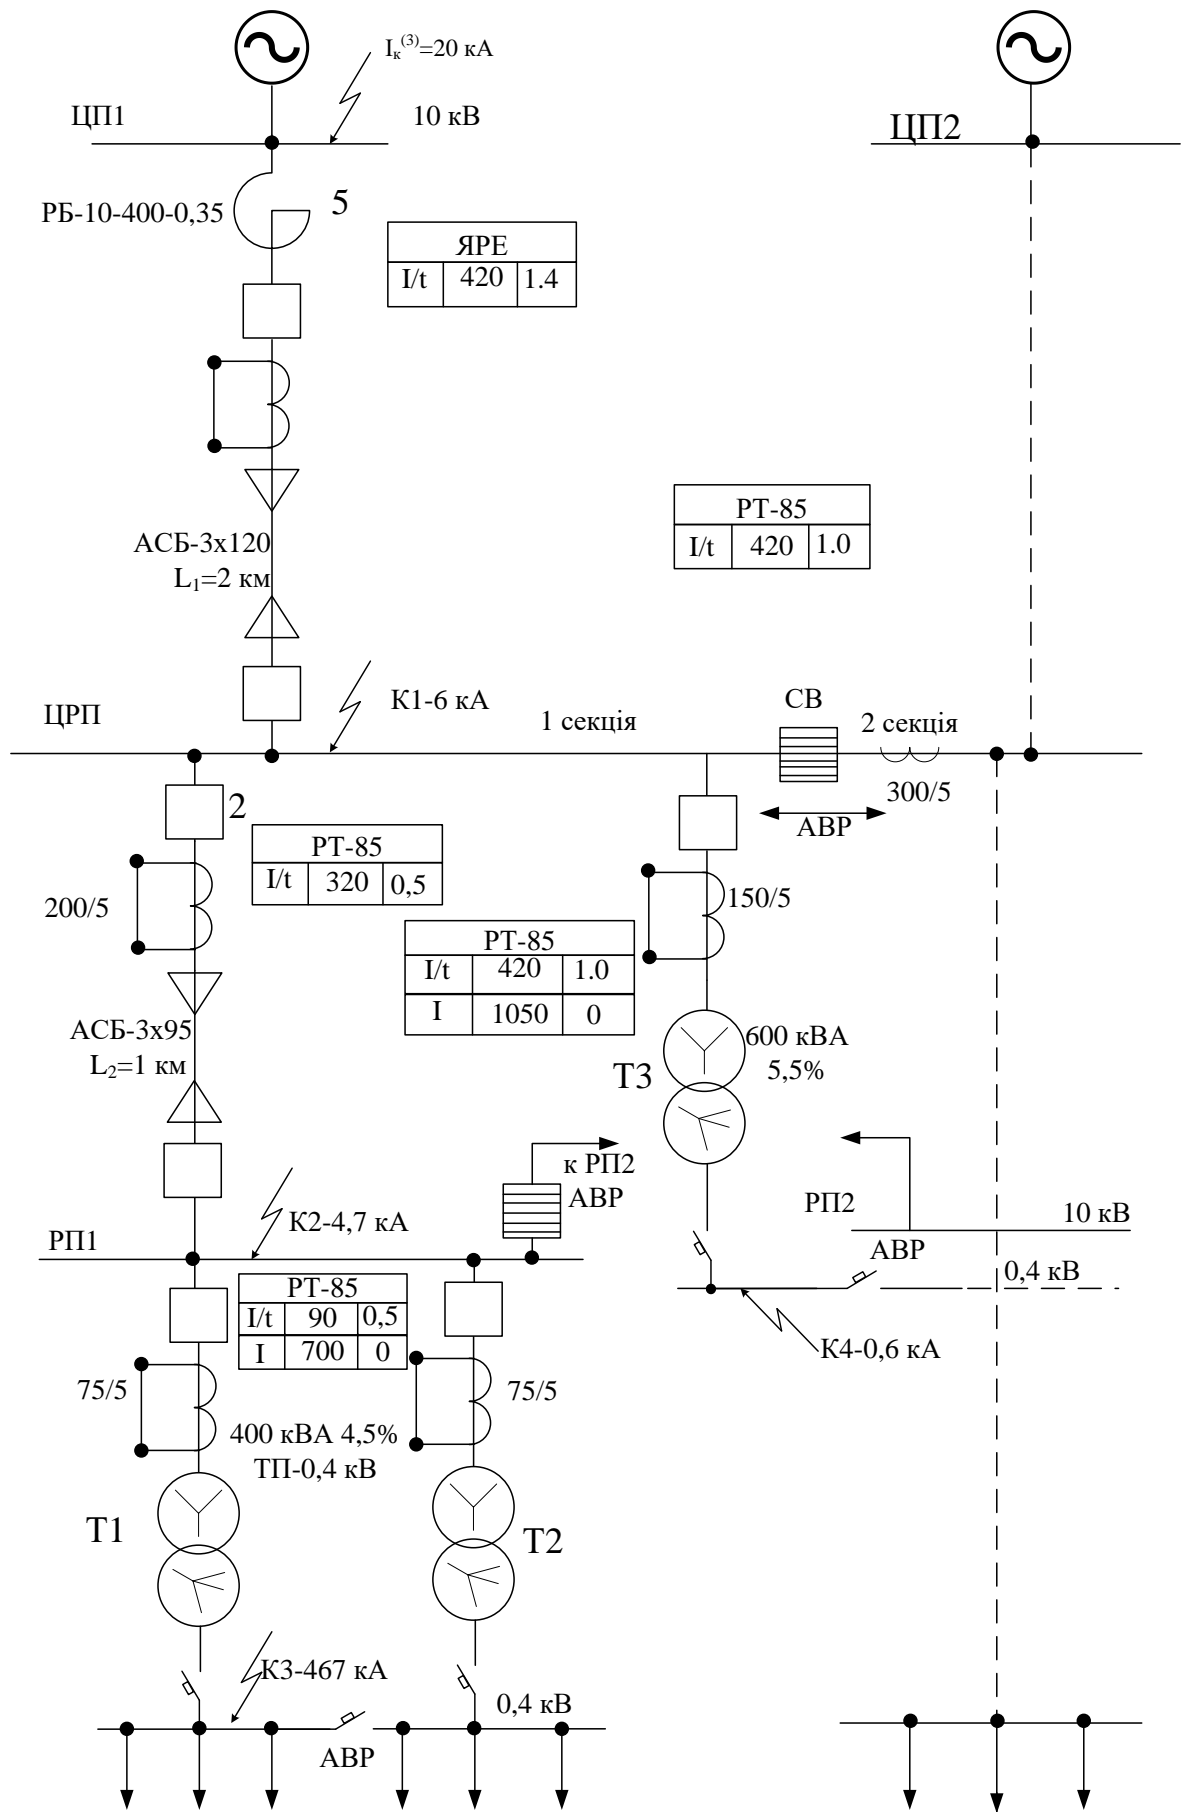 Iк(3)=20 кА
ЦП1
10 кВ
ЦП2
РБ-10-400-0,35
5
ЯРЕ
I/t 420 1.4
РТ-85
I/t 420 1.0
АСБ-3х120
L1=2 км
ЦРП
К1-6 кА
1 секція
СВ
2 секція
300/5
АВР
2
РТ-85
I/t 320 0,5
200/5
150/5
РТ-85
I/t 420 1.0
I 1050 0
АСБ-3х95
L2=1 км
600 кВА
5,5%
Т3
к РП2
АВР
РП2
10 кВ
АВР
0,4 кВ
К2-4,7 кА
РП1
РТ-85
I/t 90 0,5
I 700 0
К4-0,6 кА
75/5
75/5
400 кВА 4,5%
ТП-0,4 кВ
Т1
Т2
К3-467 кА
0,4 кВ
АВР